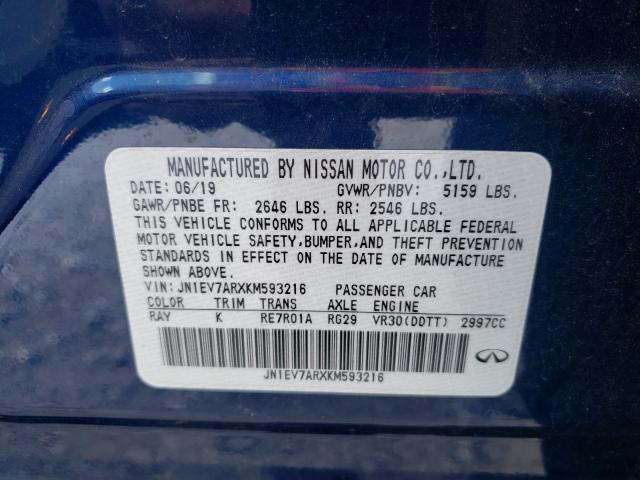 MANUFACTURED BY NISSAN MOTOR CO.,LTD.
DATE: 06/19 GVWR/PNBV: 5159 LBS.
GAWR/PNBE FR: 2646 LBS. RR: 2546 LBS.
THIS VEHICLE CONFORMS TO ALL APPLICABLE FEDERAL
MOTOR VEHICLE SAFETY,BUMPER,AND THEFT PREVENTION
STANDARDS IN EFFECT ON THE DATE OF MANUFACTURE
SHOWN ABOVE.
VIN: JN1EV7ARXKM593216 PASSENGER CAR
COLOR TRIM TRANS AXLE ENGINE
RAY K RE7R01A RG29 VR30(DDTT) 2997CC
JN1EV7ARXKM593216
INFINITI